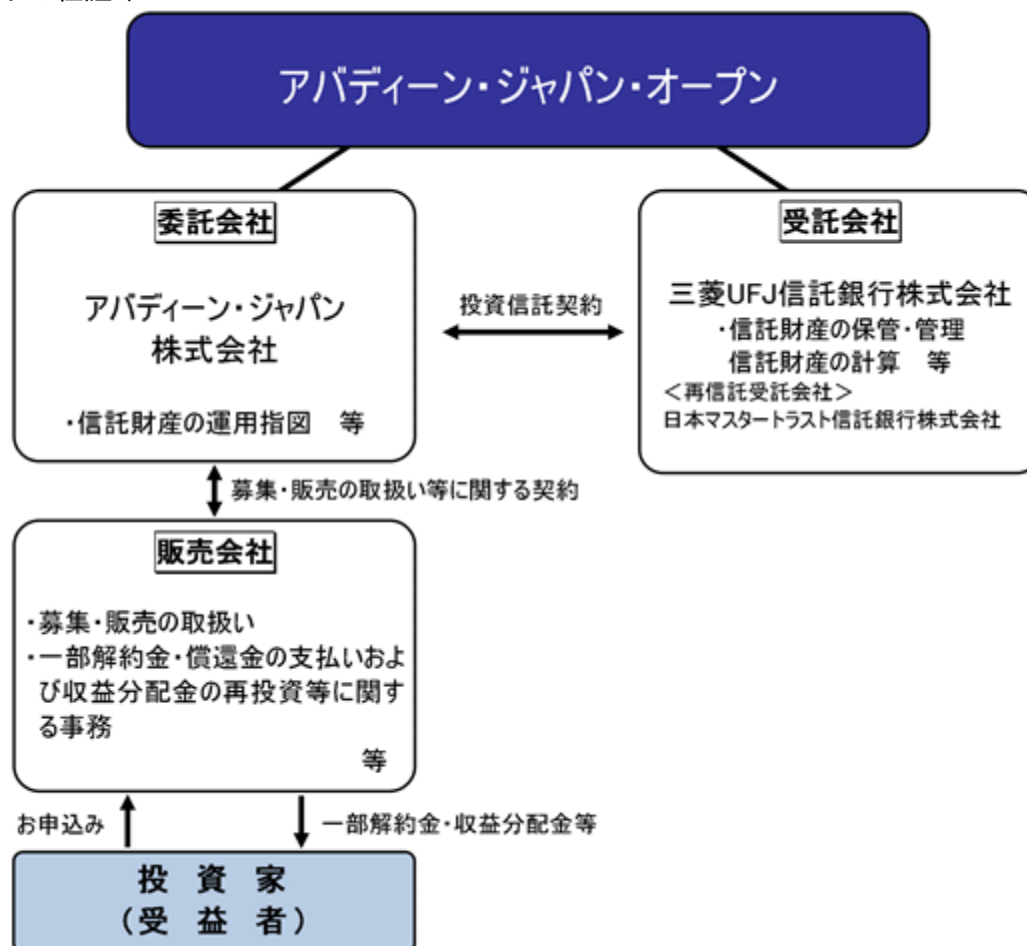 アバディーン・ジャパン・オープン
委託会社
アバディーン・ジャパン
株式会社
・信託財産の運用指図　等
投資信託契約
受託会社
三菱UFJ信託銀行株式会社
・信託財産の保管・管理
信託財産の計算　等
＜再信託受託会社＞
日本マスタートラスト信託銀行株式会社
募集・販売の取扱い等に関する契約
販売会社
・募集・販売の取扱い
・一部解約金・償還金の支払いおよ
び収益分配金の再投資等に関す
る事務
等
お申込み
一部解約金・収益分配金等
投　資　家
（受　益　者）